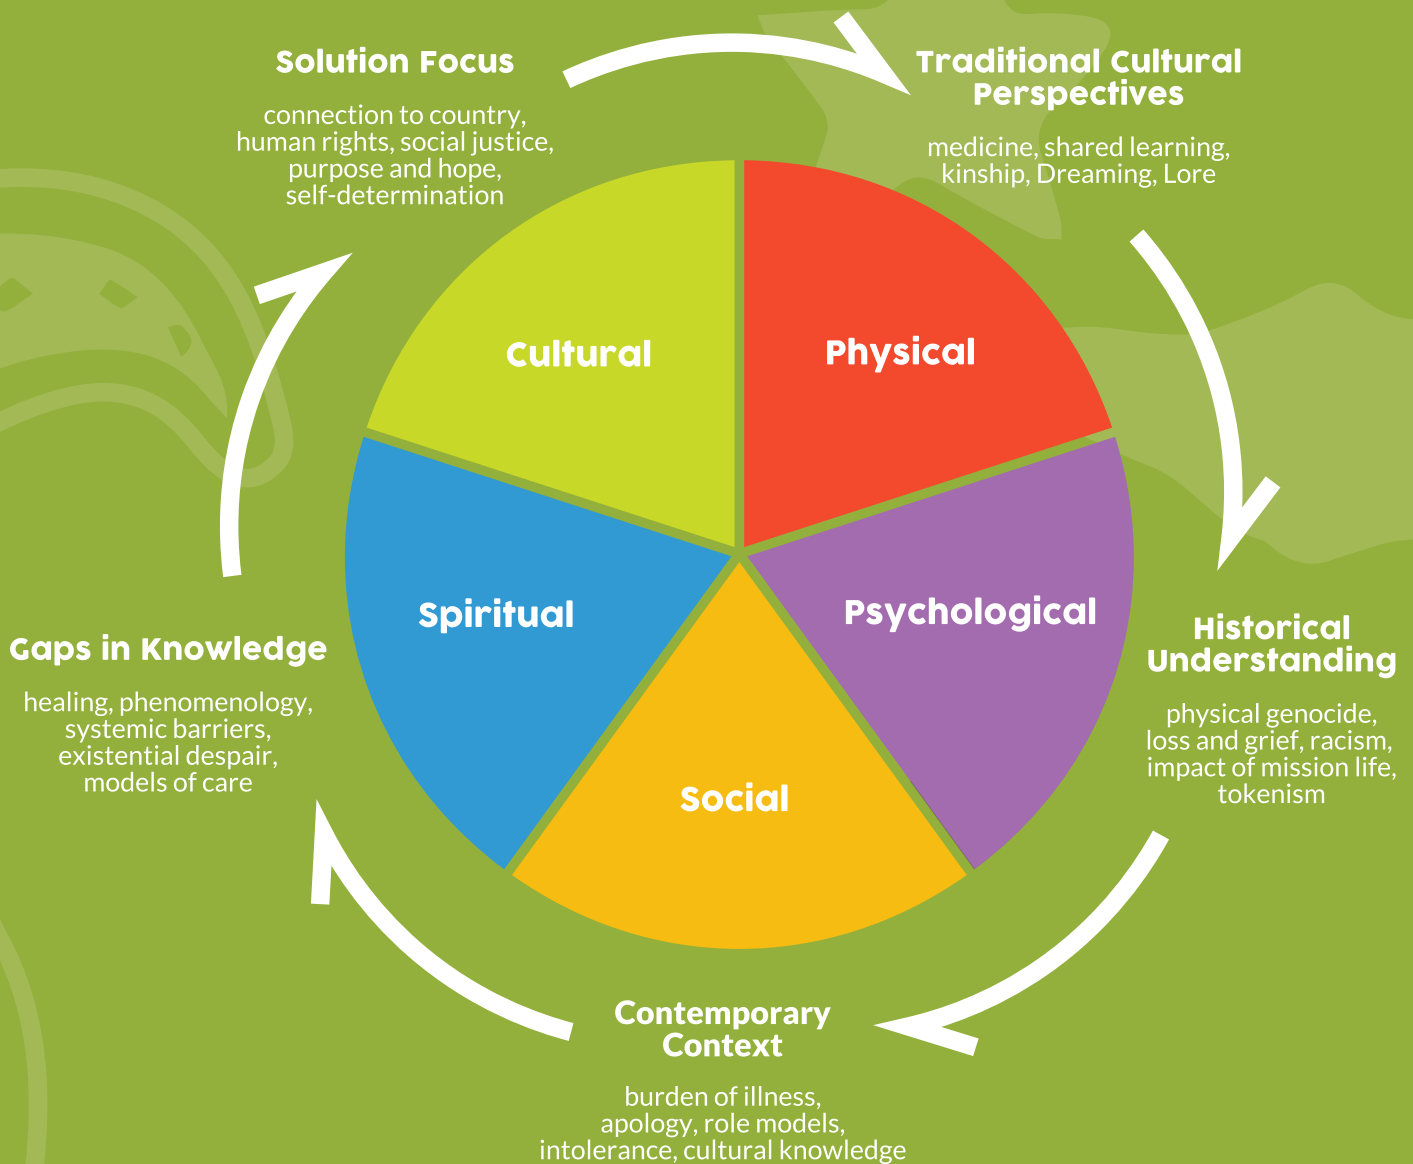 Solution Focus
connection to country,
human rights, social justice,
purpose and hope,
self-determination
Traditional Cultural
Perspectives
medicine, shared learning,
kinship, Dreaming, Lore
Cultural
Physical
Spiritual
Psychological
Social
Gaps in Knowledge
healing, phenomenology,
systemic barriers,
existential despair,
models of care
Historical
Understanding
physical genocide,
loss and grief, racism,
impact of mission life,
tokenism
Contemporary
Context
burden of illness,
apology, role models,
intolerance, cultural knowledge